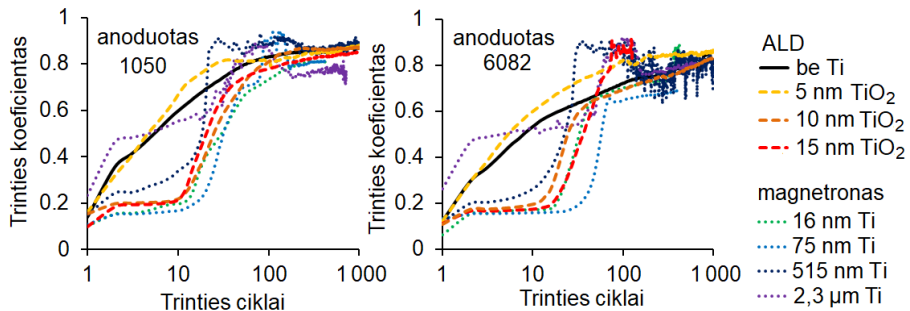 anoduotas
1050
Trinties koeficientas
1
0.8
0.6
0.4
0.2
0
1
10
100
1 000
Trinties ciklai
anoduotas
6082
Trinties koeficientas
1
0.8
0.6
0.4
0.2
0
1
10
100
1 000
Trinties ciklai
ALD
be Ti
5 nm TiO₂
10 nm TiO₂
15 nm TiO₂
magnetronas
16 nm Ti
75 nm Ti
515 nm Ti
2,3 µm Ti